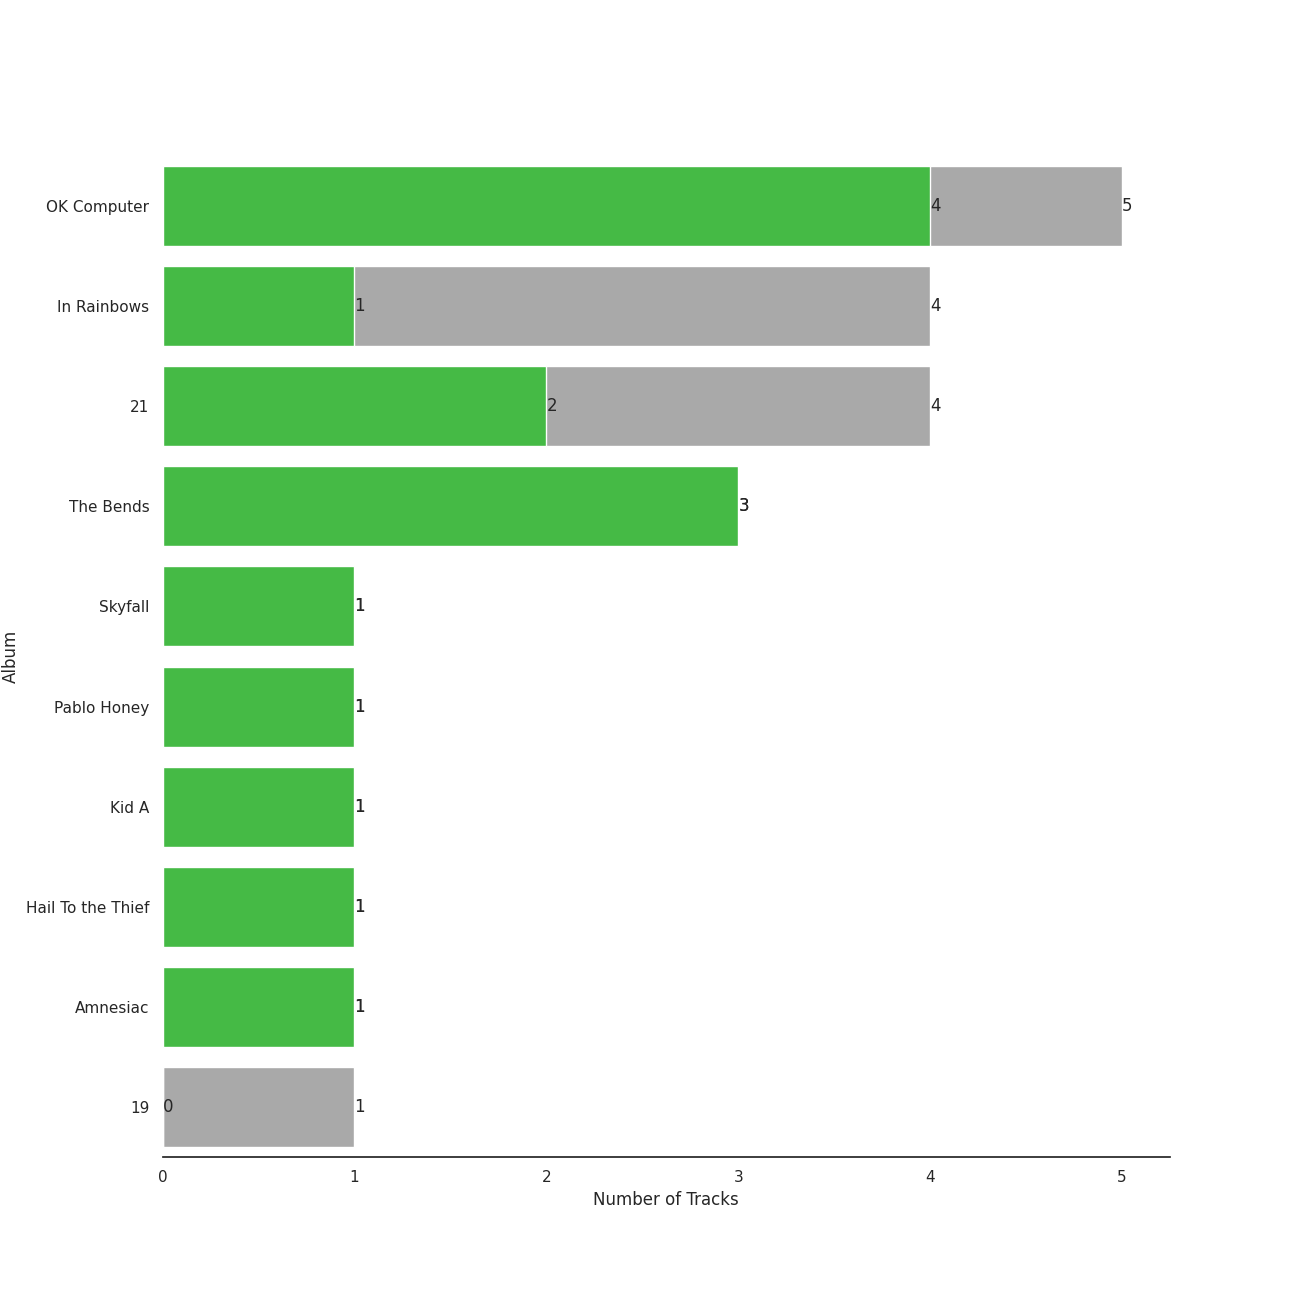 OK Computer 4 5
In Rainbows 1 4
21 2 4
The Bends 3
Skyfall 1
Pablo Honey 1
Kid A 1
Hail To the Thief 1
Amnesiac 1
19 0 1
0 1 2 3 4 5
Number of Tracks
Album